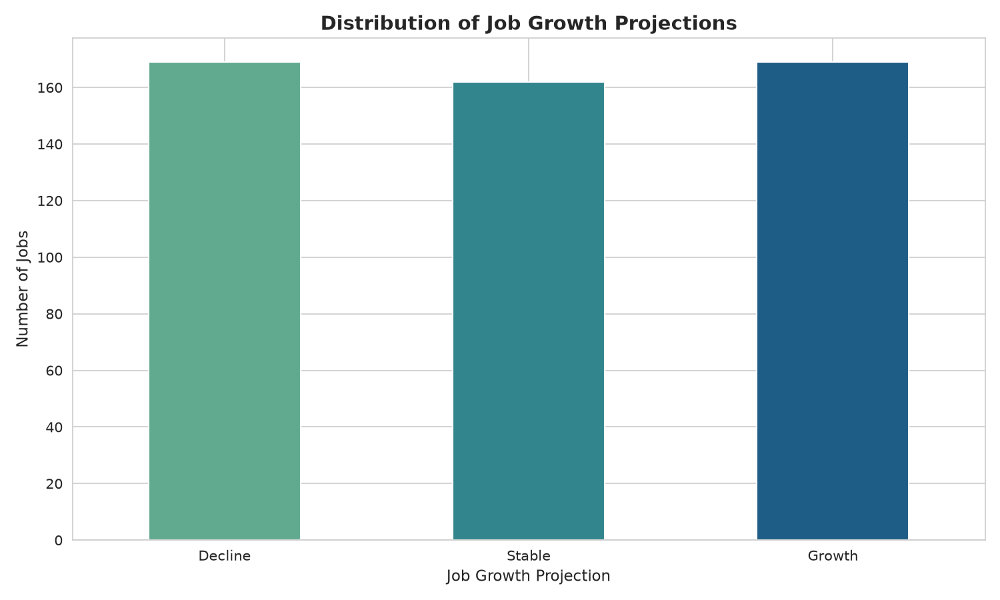 Distribution of Job Growth Projections
Number of Jobs
160
140
120
100
80
60
40
20
0
Decline
Stable
Growth
Job Growth Projection